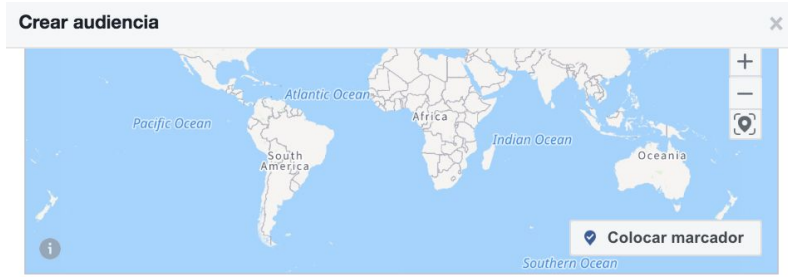 Crear audiencia
Atlantic Ocean
Pacific Ocean
Africa
Indian Ocean
South
America
Oceania
Colocar marcador
Southern Ocean